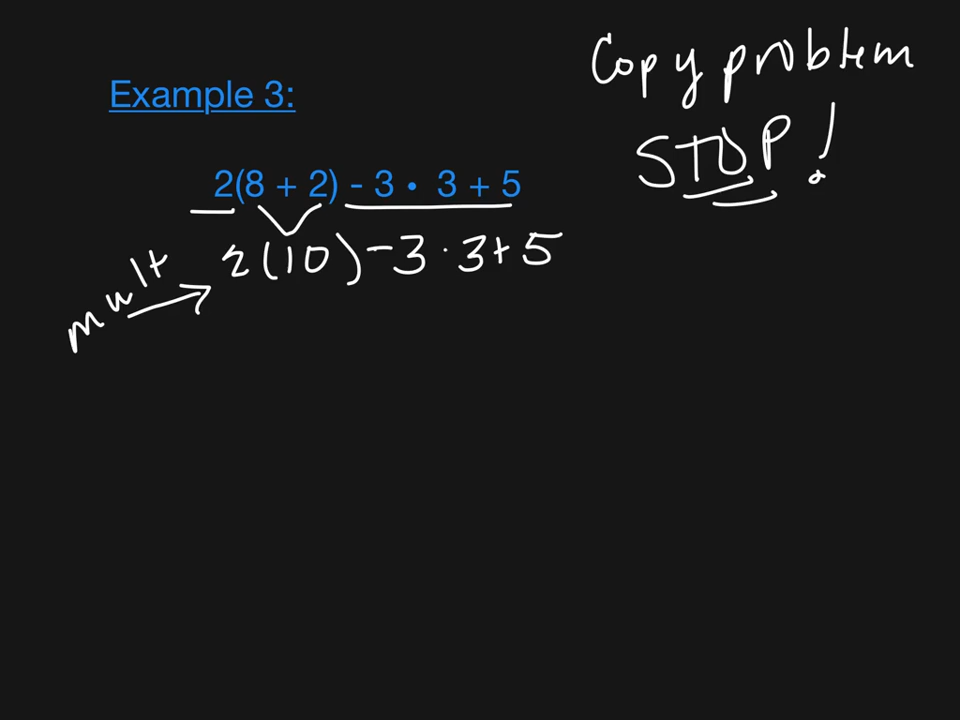 Copy problem
STOP!
Example 3:
2(8 + 2) - 3 • 3 + 5
2(10) - 3 · 3 + 5
mult